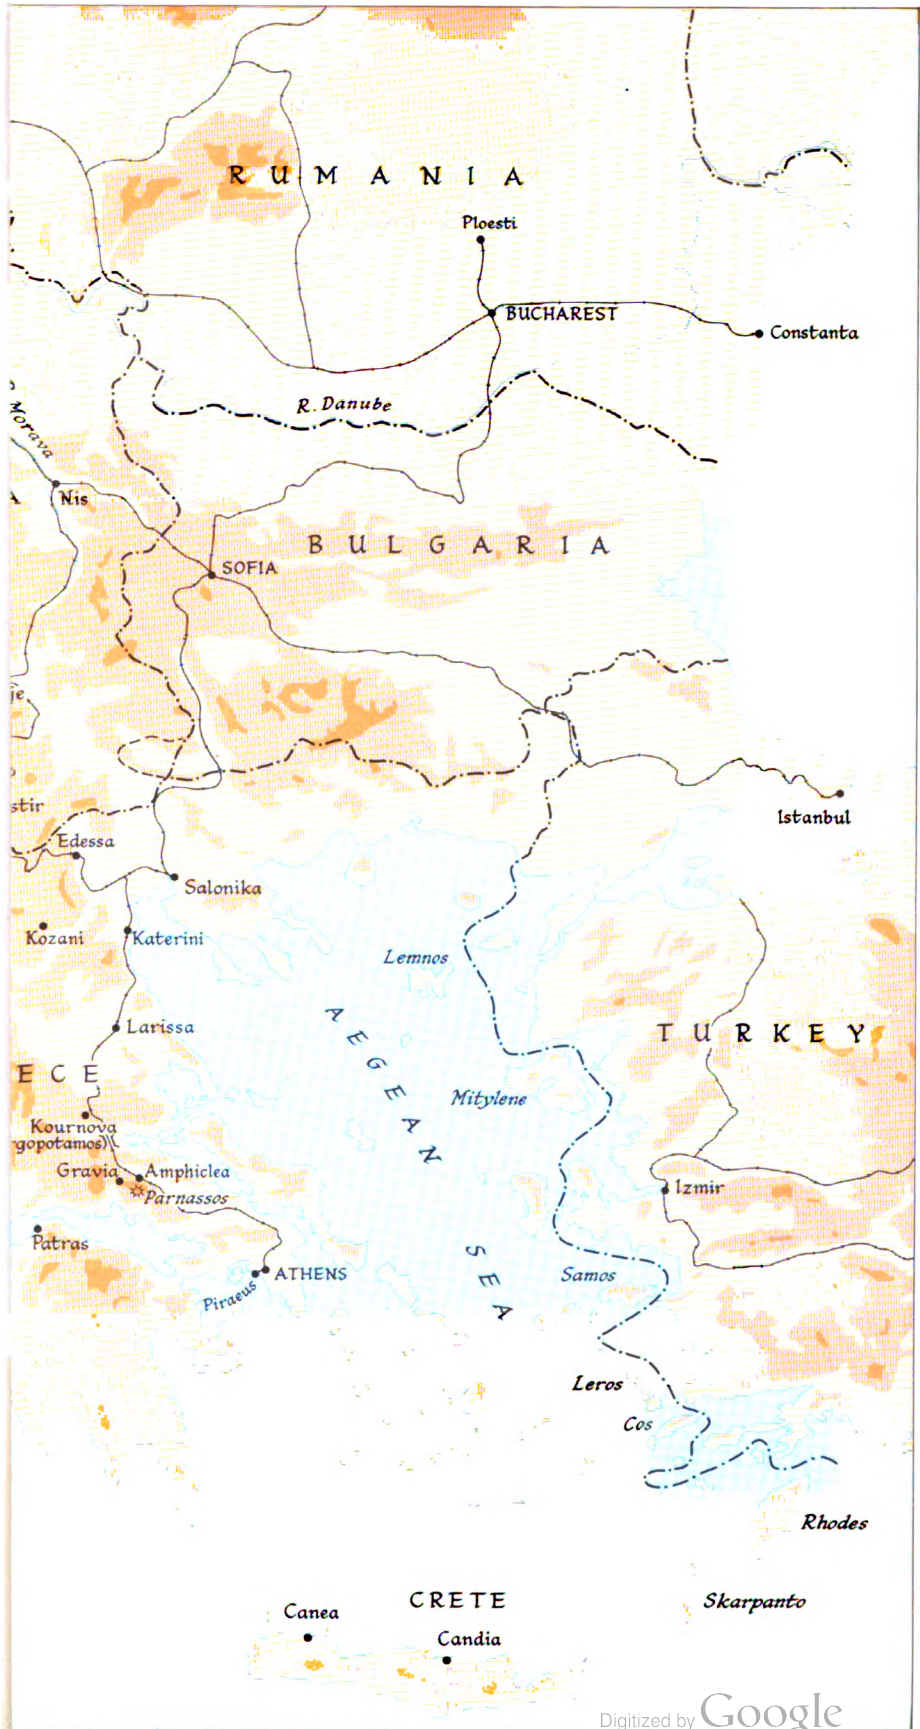 RUMANIA
Ploesti
BUCHAREST
Constanta
R. Danube
Morava
Nis
BULGARIA
SOFIA
je
stir
Istanbul
Edessa
Salonika
Kozani
Katerini
Lemnos
AEGEAN SEA
Larissa
TURKEY
ECE
Mitylene
Kournova
gopotamos)
Gravia
Amphiclea
Parnassos
Izmir
Patras
ATHENS
Piraeus
Samos
Leros
Cos
Rhodes
CRETE
Skarpanto
Canea
Candia
Digitized by Google